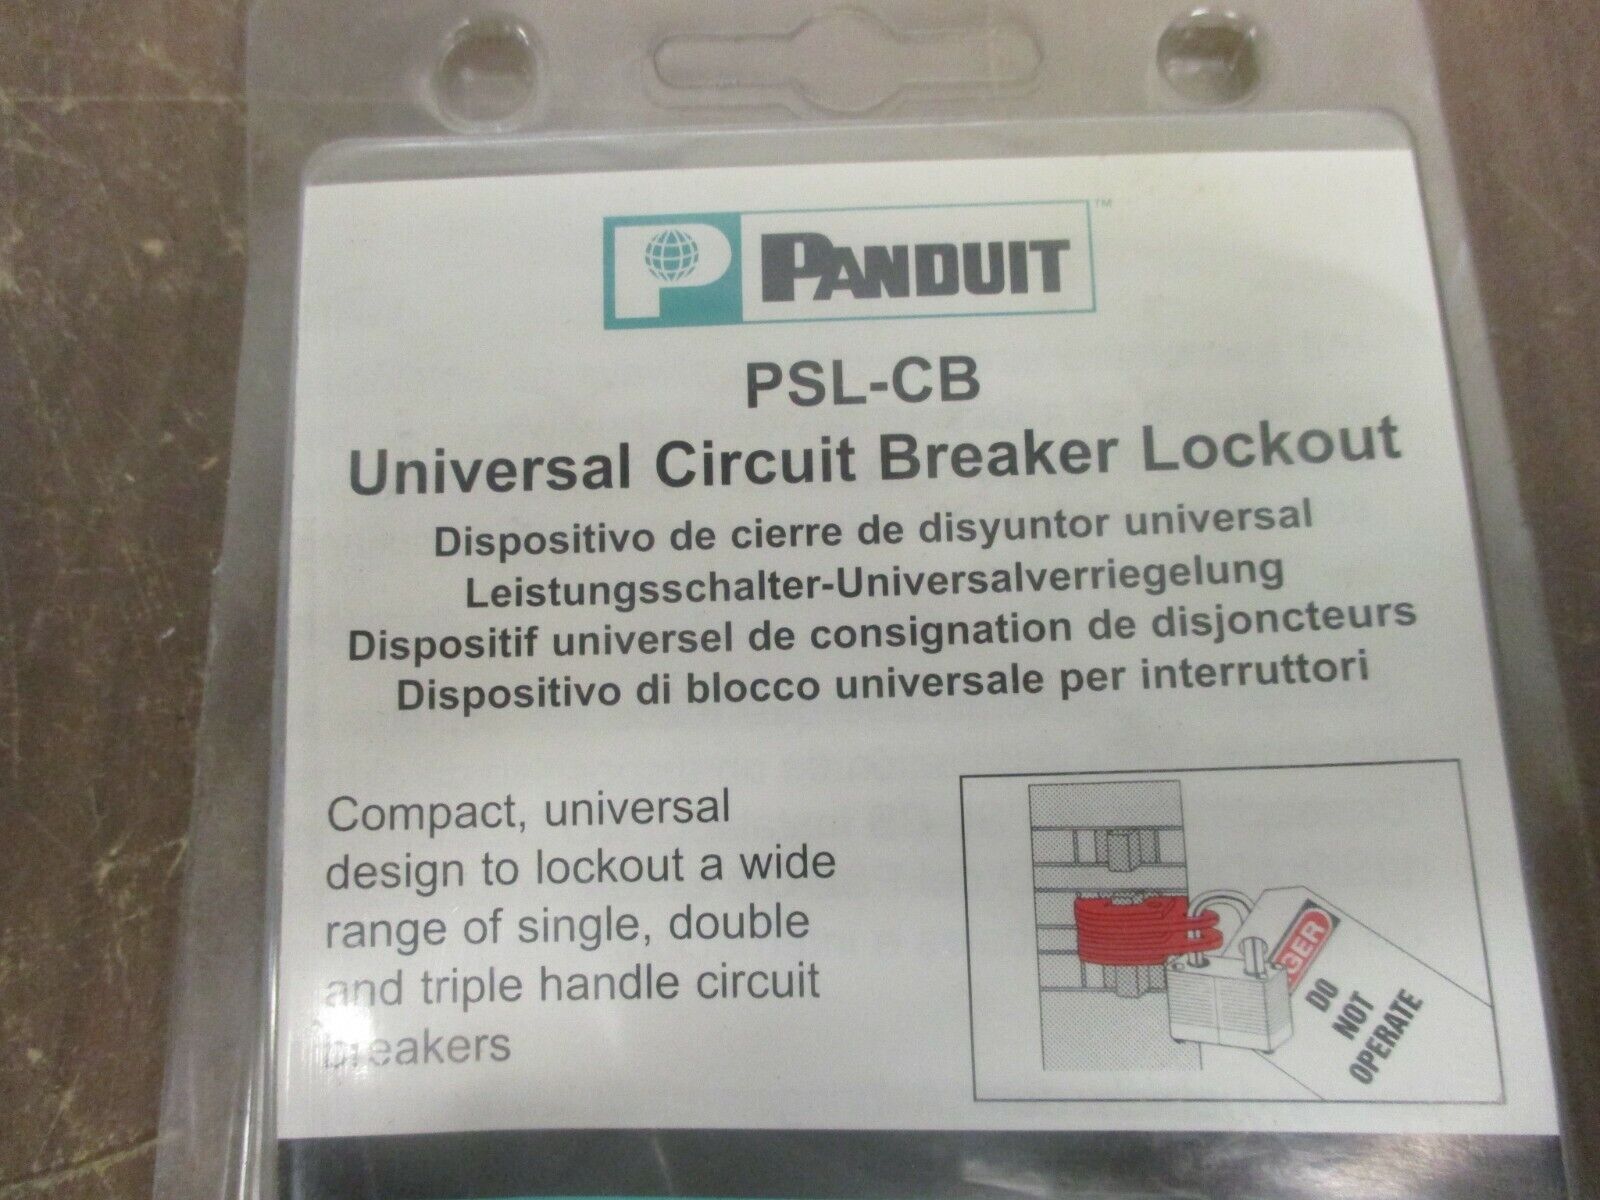 PANDUIT™
PSL-CB
Universal Circuit Breaker Lockout
Dispositivo de cierre de disyuntor universal
Leistungsschalter-Universalverriegelung
Dispositif universel de consignation de disjoncteurs
Dispositivo di blocco universale per interruttori
Compact, universal
design to lockout a wide
range of single, double
and triple handle circuit
breakers
GER
DO
NOT
OPERATE